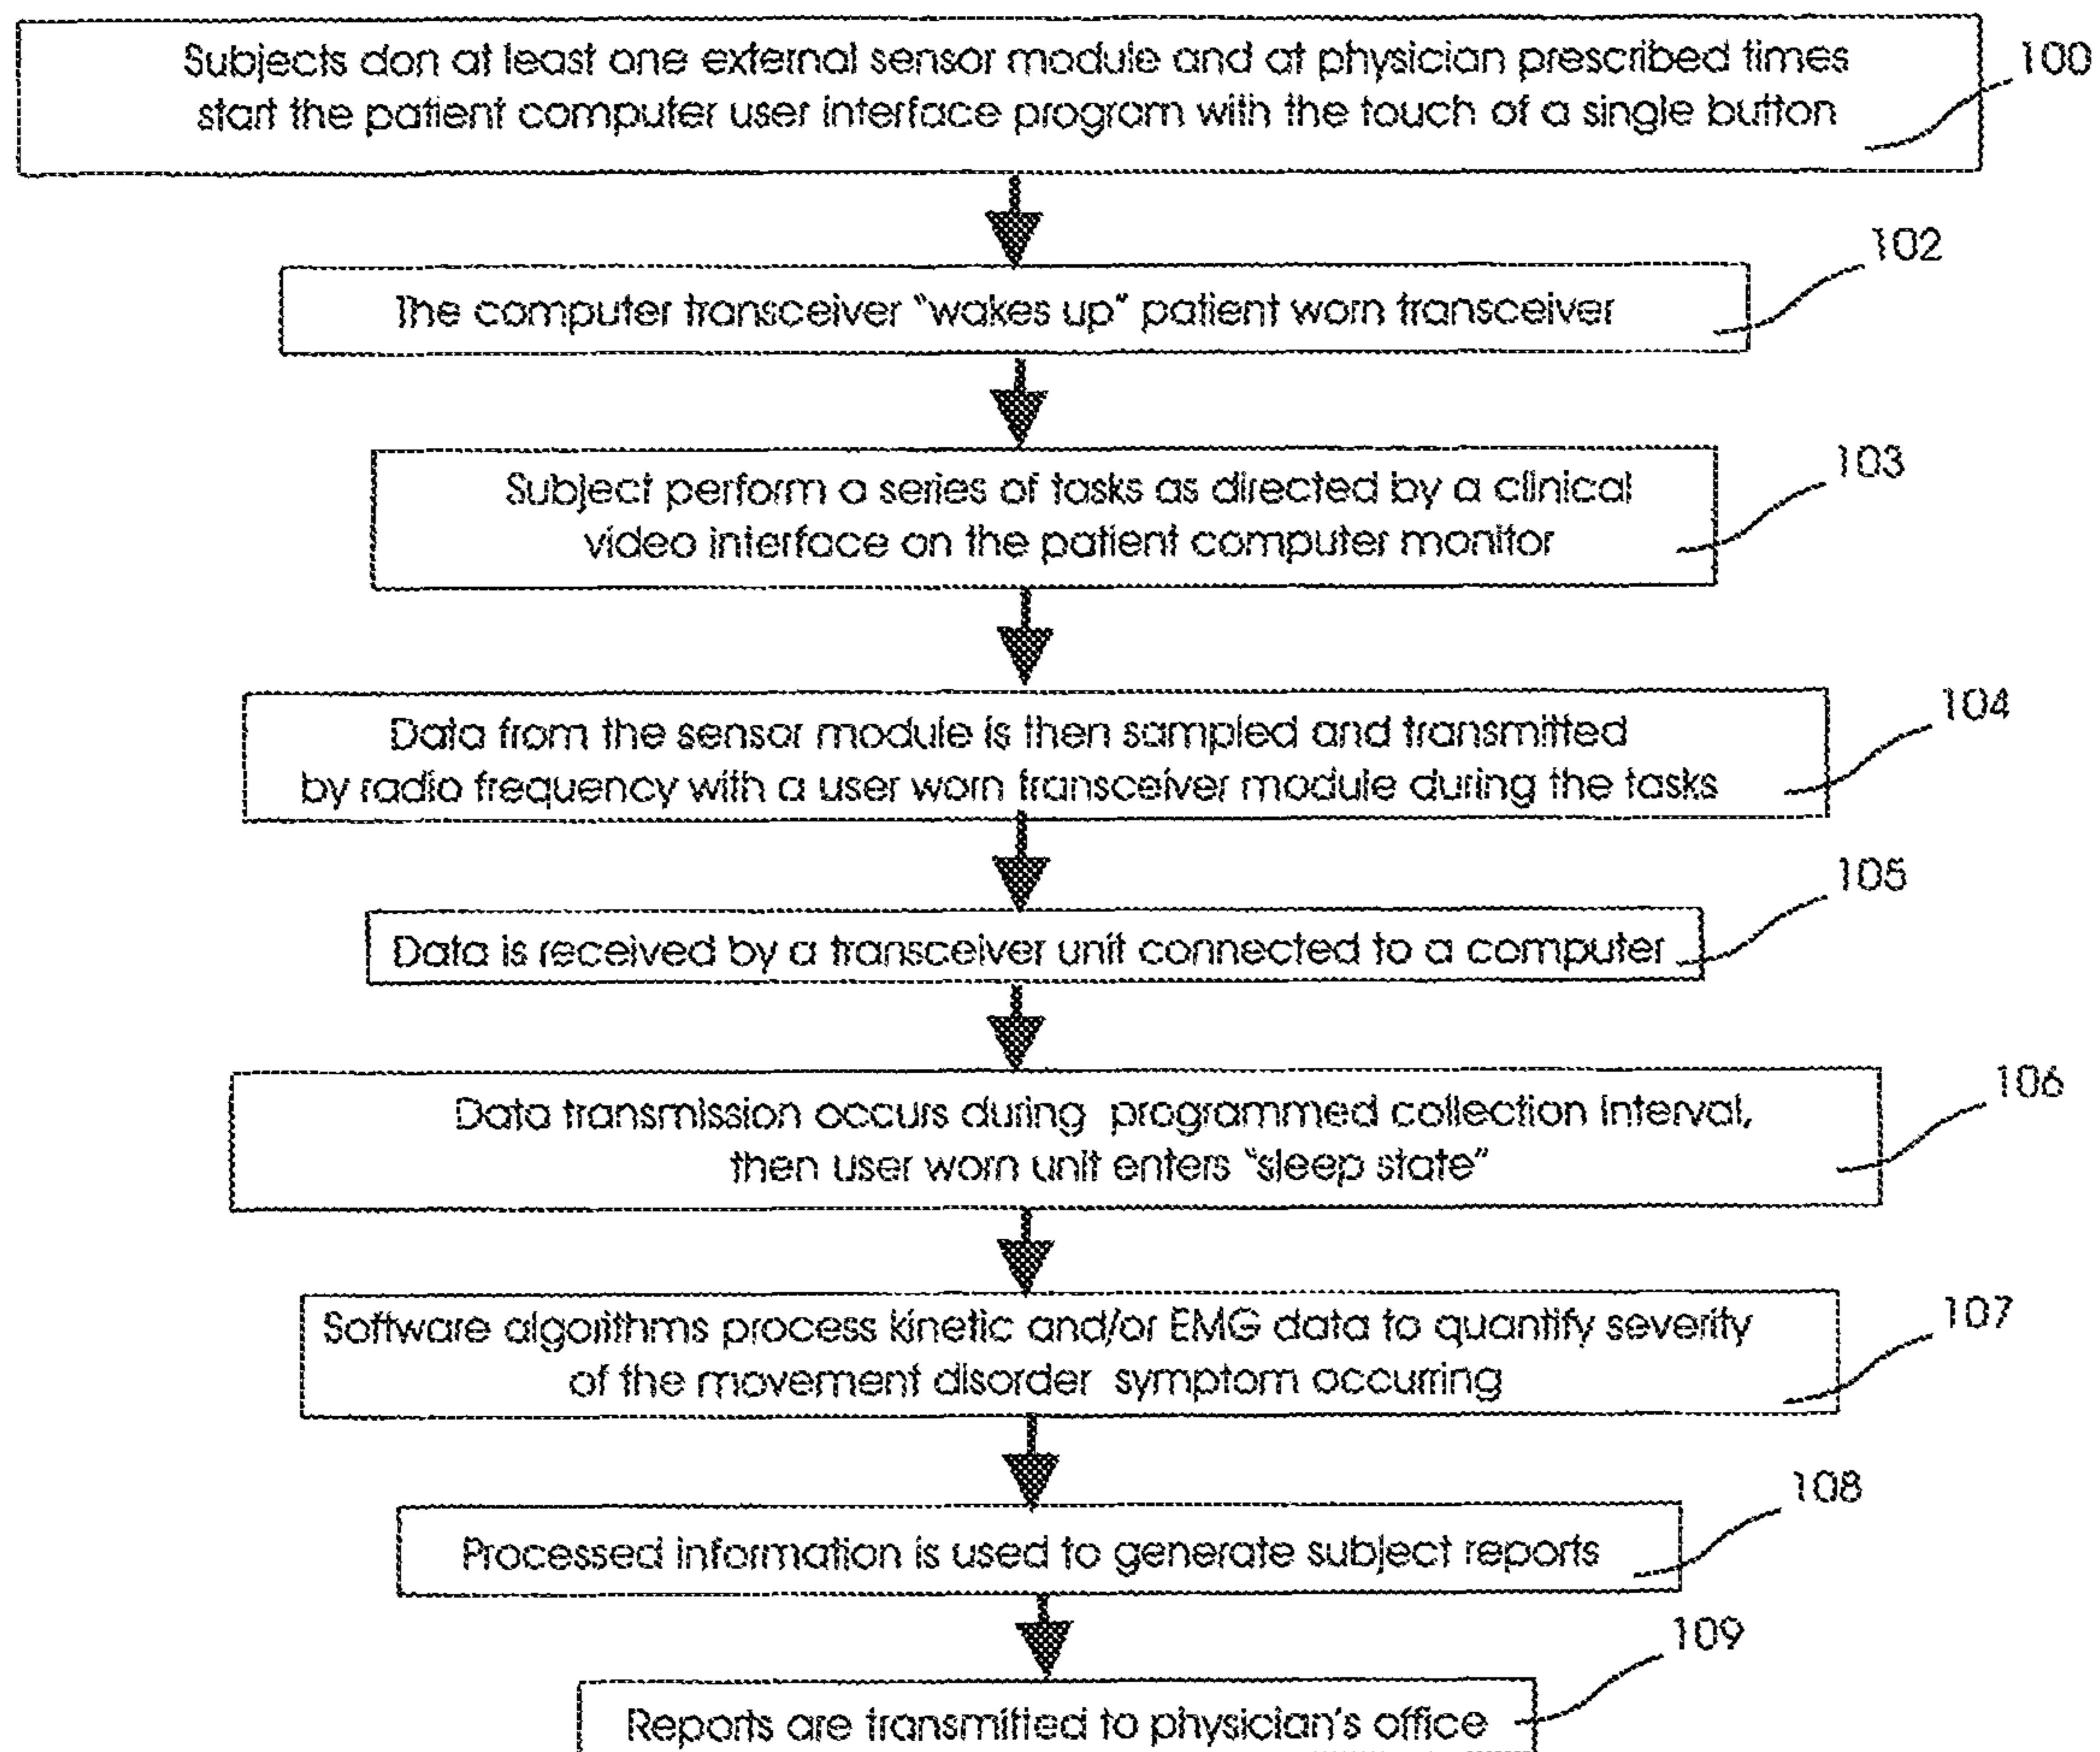 Subjects don at least one external sensor module and at physician prescribed times
start the patient computer user interface program with the touch of a single button
100
The computer transceiver "wakes up" patient worn transceiver
102
Subject perform a series of tasks as directed by a clinical
video interface on the patient computer monitor
103
Data from the sensor module is then sampled and transmitted
by radio frequency with a user worn transceiver module during the tasks
104
Data is received by a transceiver unit connected to a computer
105
Data transmission occurs during programmed collection interval,
then user worn unit enters "sleep state"
106
Software algorithms process kinetic and/or EMG data to quantify severity
of the movement disorder symptom occurring
107
Processed information is used to generate subject reports
108
Reports are transmitted to physician's office
109